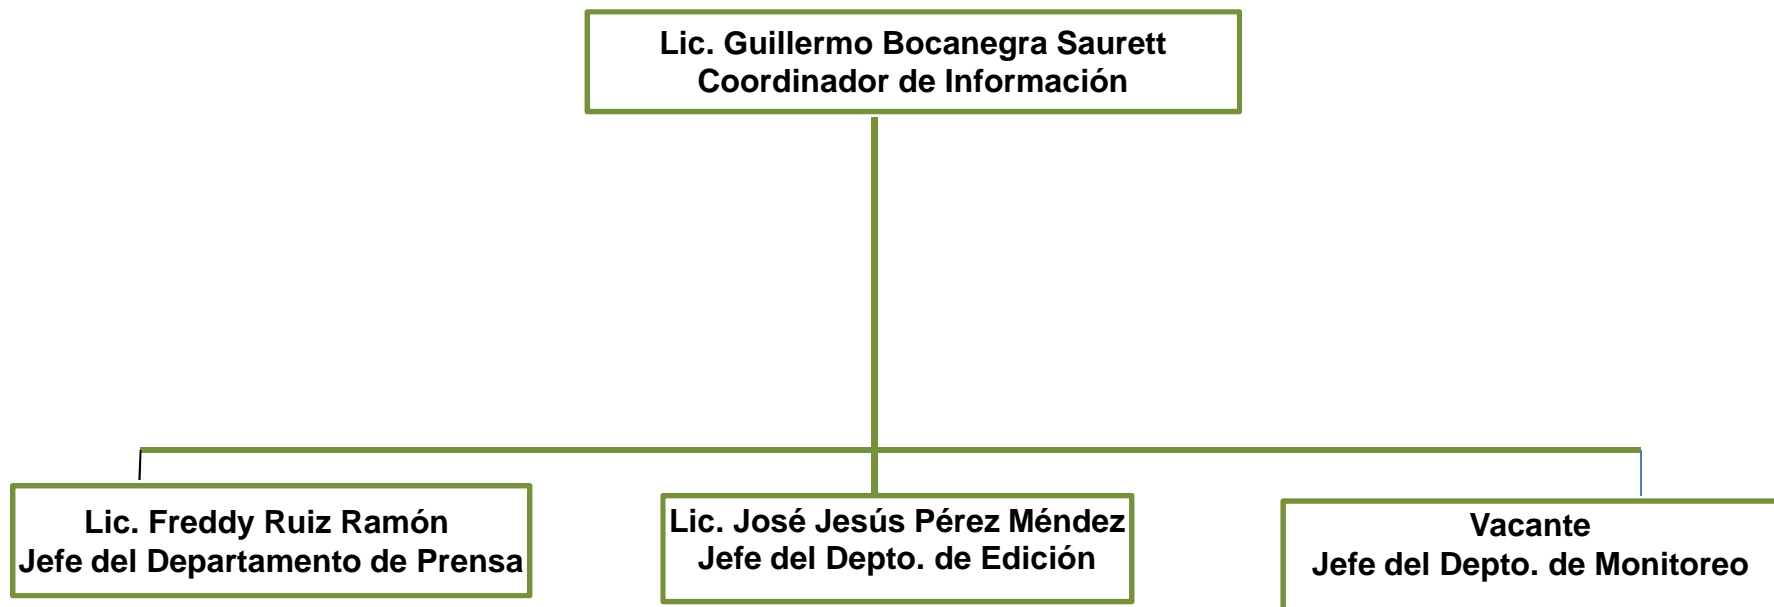 Lic. Guillermo Bocanegra Saurett
Coordinador de Información
Lic. Freddy Ruiz Ramón
Jefe del Departamento de Prensa
Lic. José Jesús Pérez Méndez
Jefe del Depto. de Edición
Vacante
Jefe del Depto. de Monitoreo